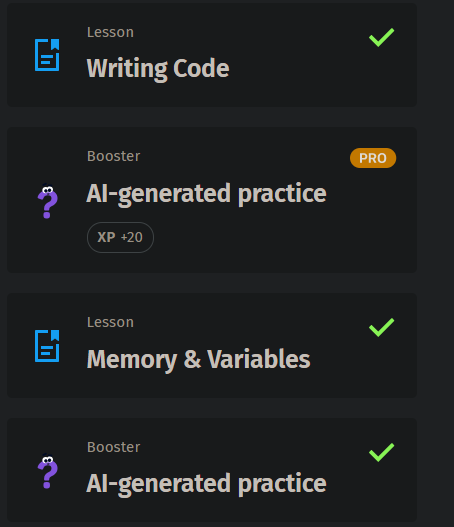 Lesson
Writing Code
Booster
PRO
AI-generated practice
XP +20
Lesson
Memory & Variables
Booster
AI-generated practice